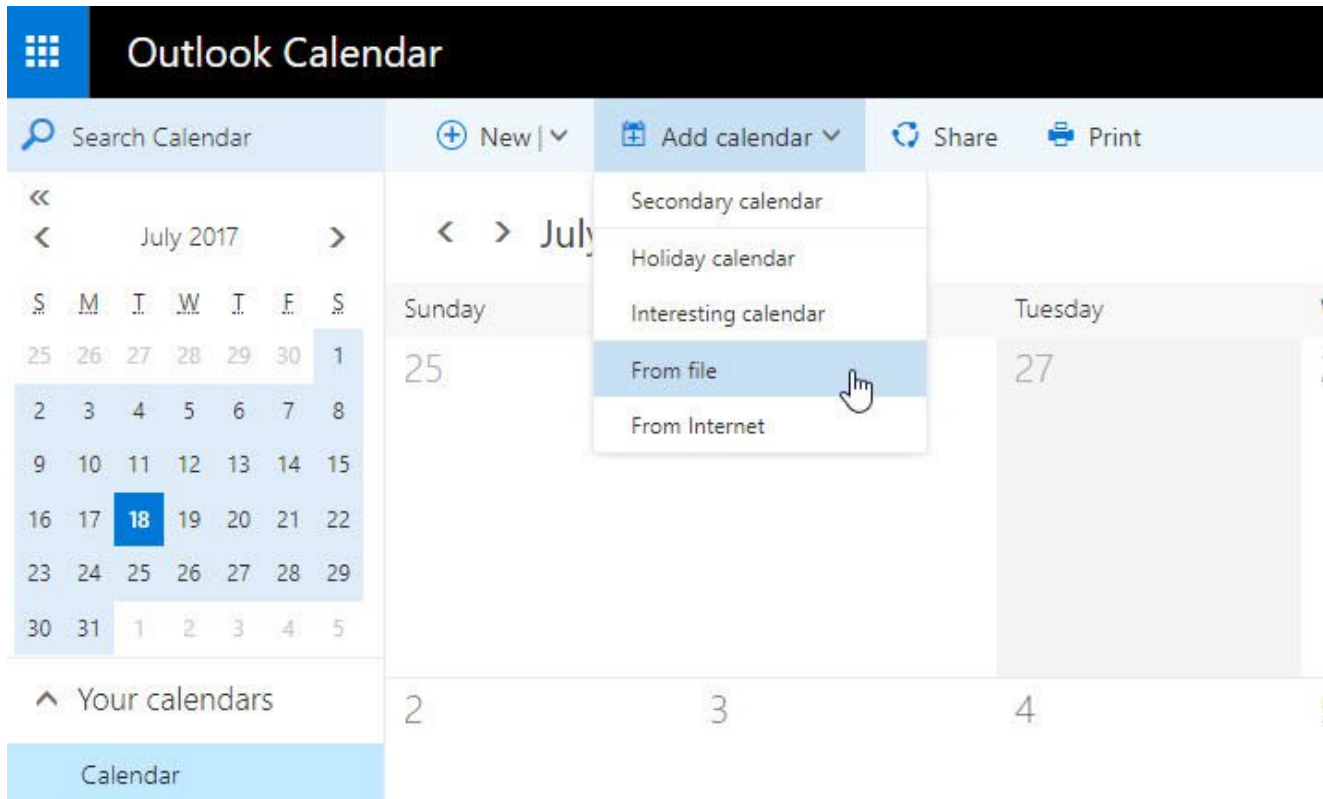 Outlook Calendar
Search Calendar
New
Add calendar
Share
Print
Secondary calendar
Holiday calendar
Interesting calendar
From file
From Internet
July 2017
S M T W T F S
25 26 27 28 29 30 1
2 3 4 5 6 7 8
9 10 11 12 13 14 15
16 17 18 19 20 21 22
23 24 25 26 27 28 29
30 31 1 2 3 4 5
Your calendars
Calendar
July
Sunday Tuesday
25 27
2 3 4